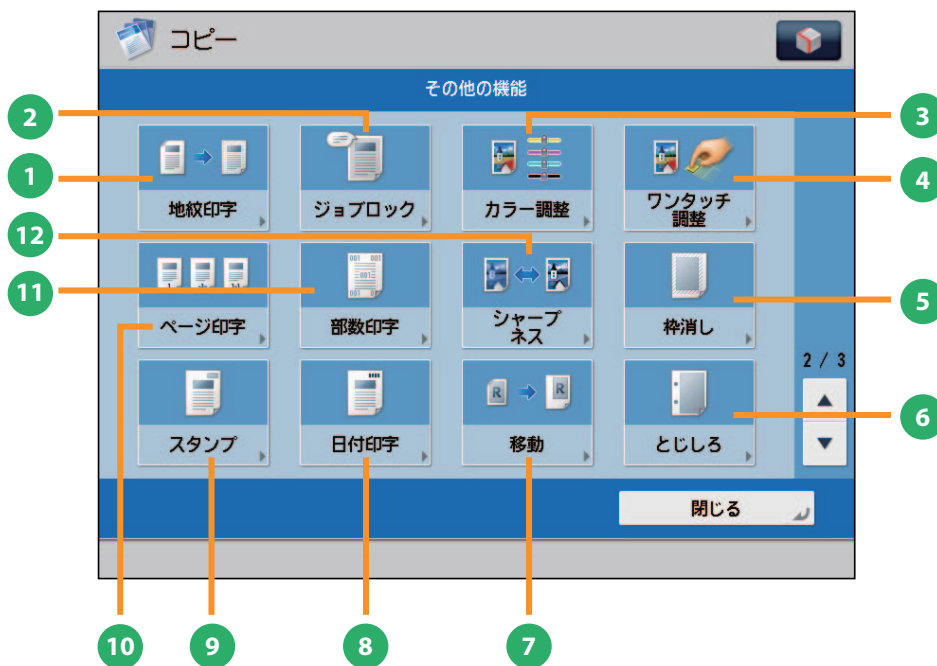 コピー
その他の機能
2
3
1
4
地紋印字
ジョブロック
カラー調整
ワンタッチ
調整
12
11
5
ページ印字
部数印字
シャープ
ネス
枠消し
2 / 3
6
スタンプ
日付印字
移動
とじしろ
閉じる
10
9
8
7